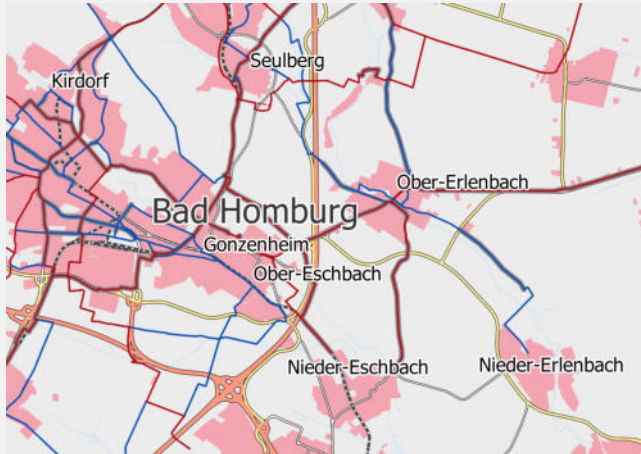 Seulberg
Kirdorf
Ober-Erlenbach
Bad Homburg
Gonzenheim
Ober-Eschbach
Nieder-Eschbach
Nieder-Erlenbach